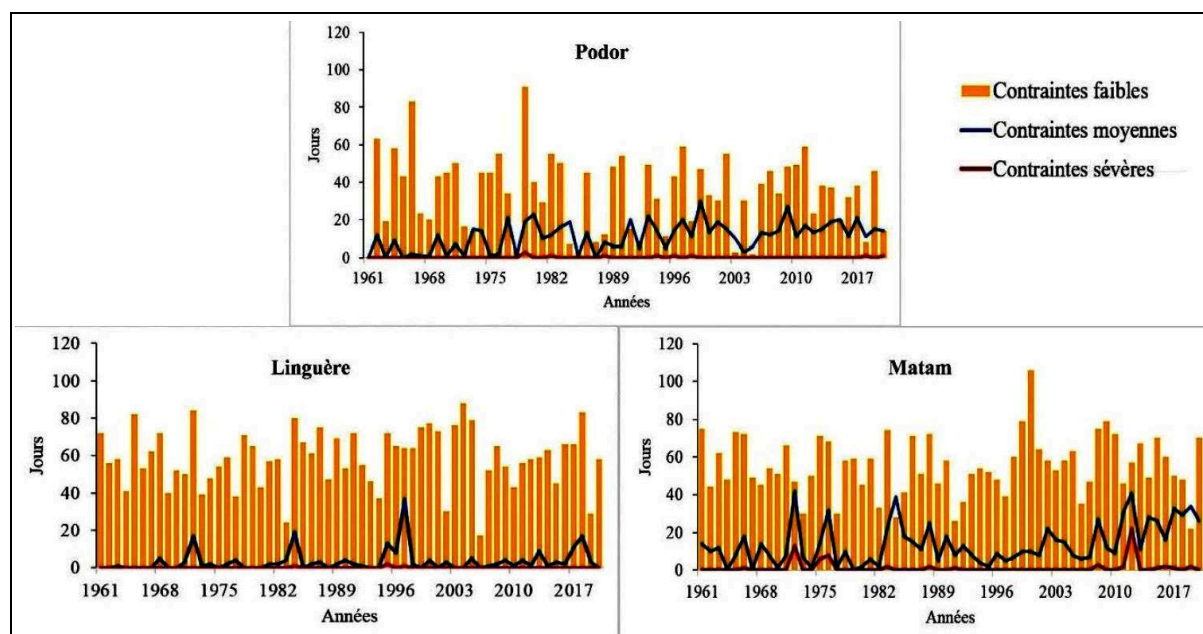 Podor
120
100
80
60
40
20
0
Jours
1961 1968 1975 1982 1989 1996 2003 2010 2017
Années
Contraintes faibles
Contraintes moyennes
Contraintes sévères
Linguère
120
100
80
60
40
20
0
Jours
1961 1968 1975 1982 1989 1996 2003 2010 2017
Années
Matam
120
100
80
60
40
20
0
Jours
1961 1968 1975 1982 1989 1996 2003 2010 2017
Années